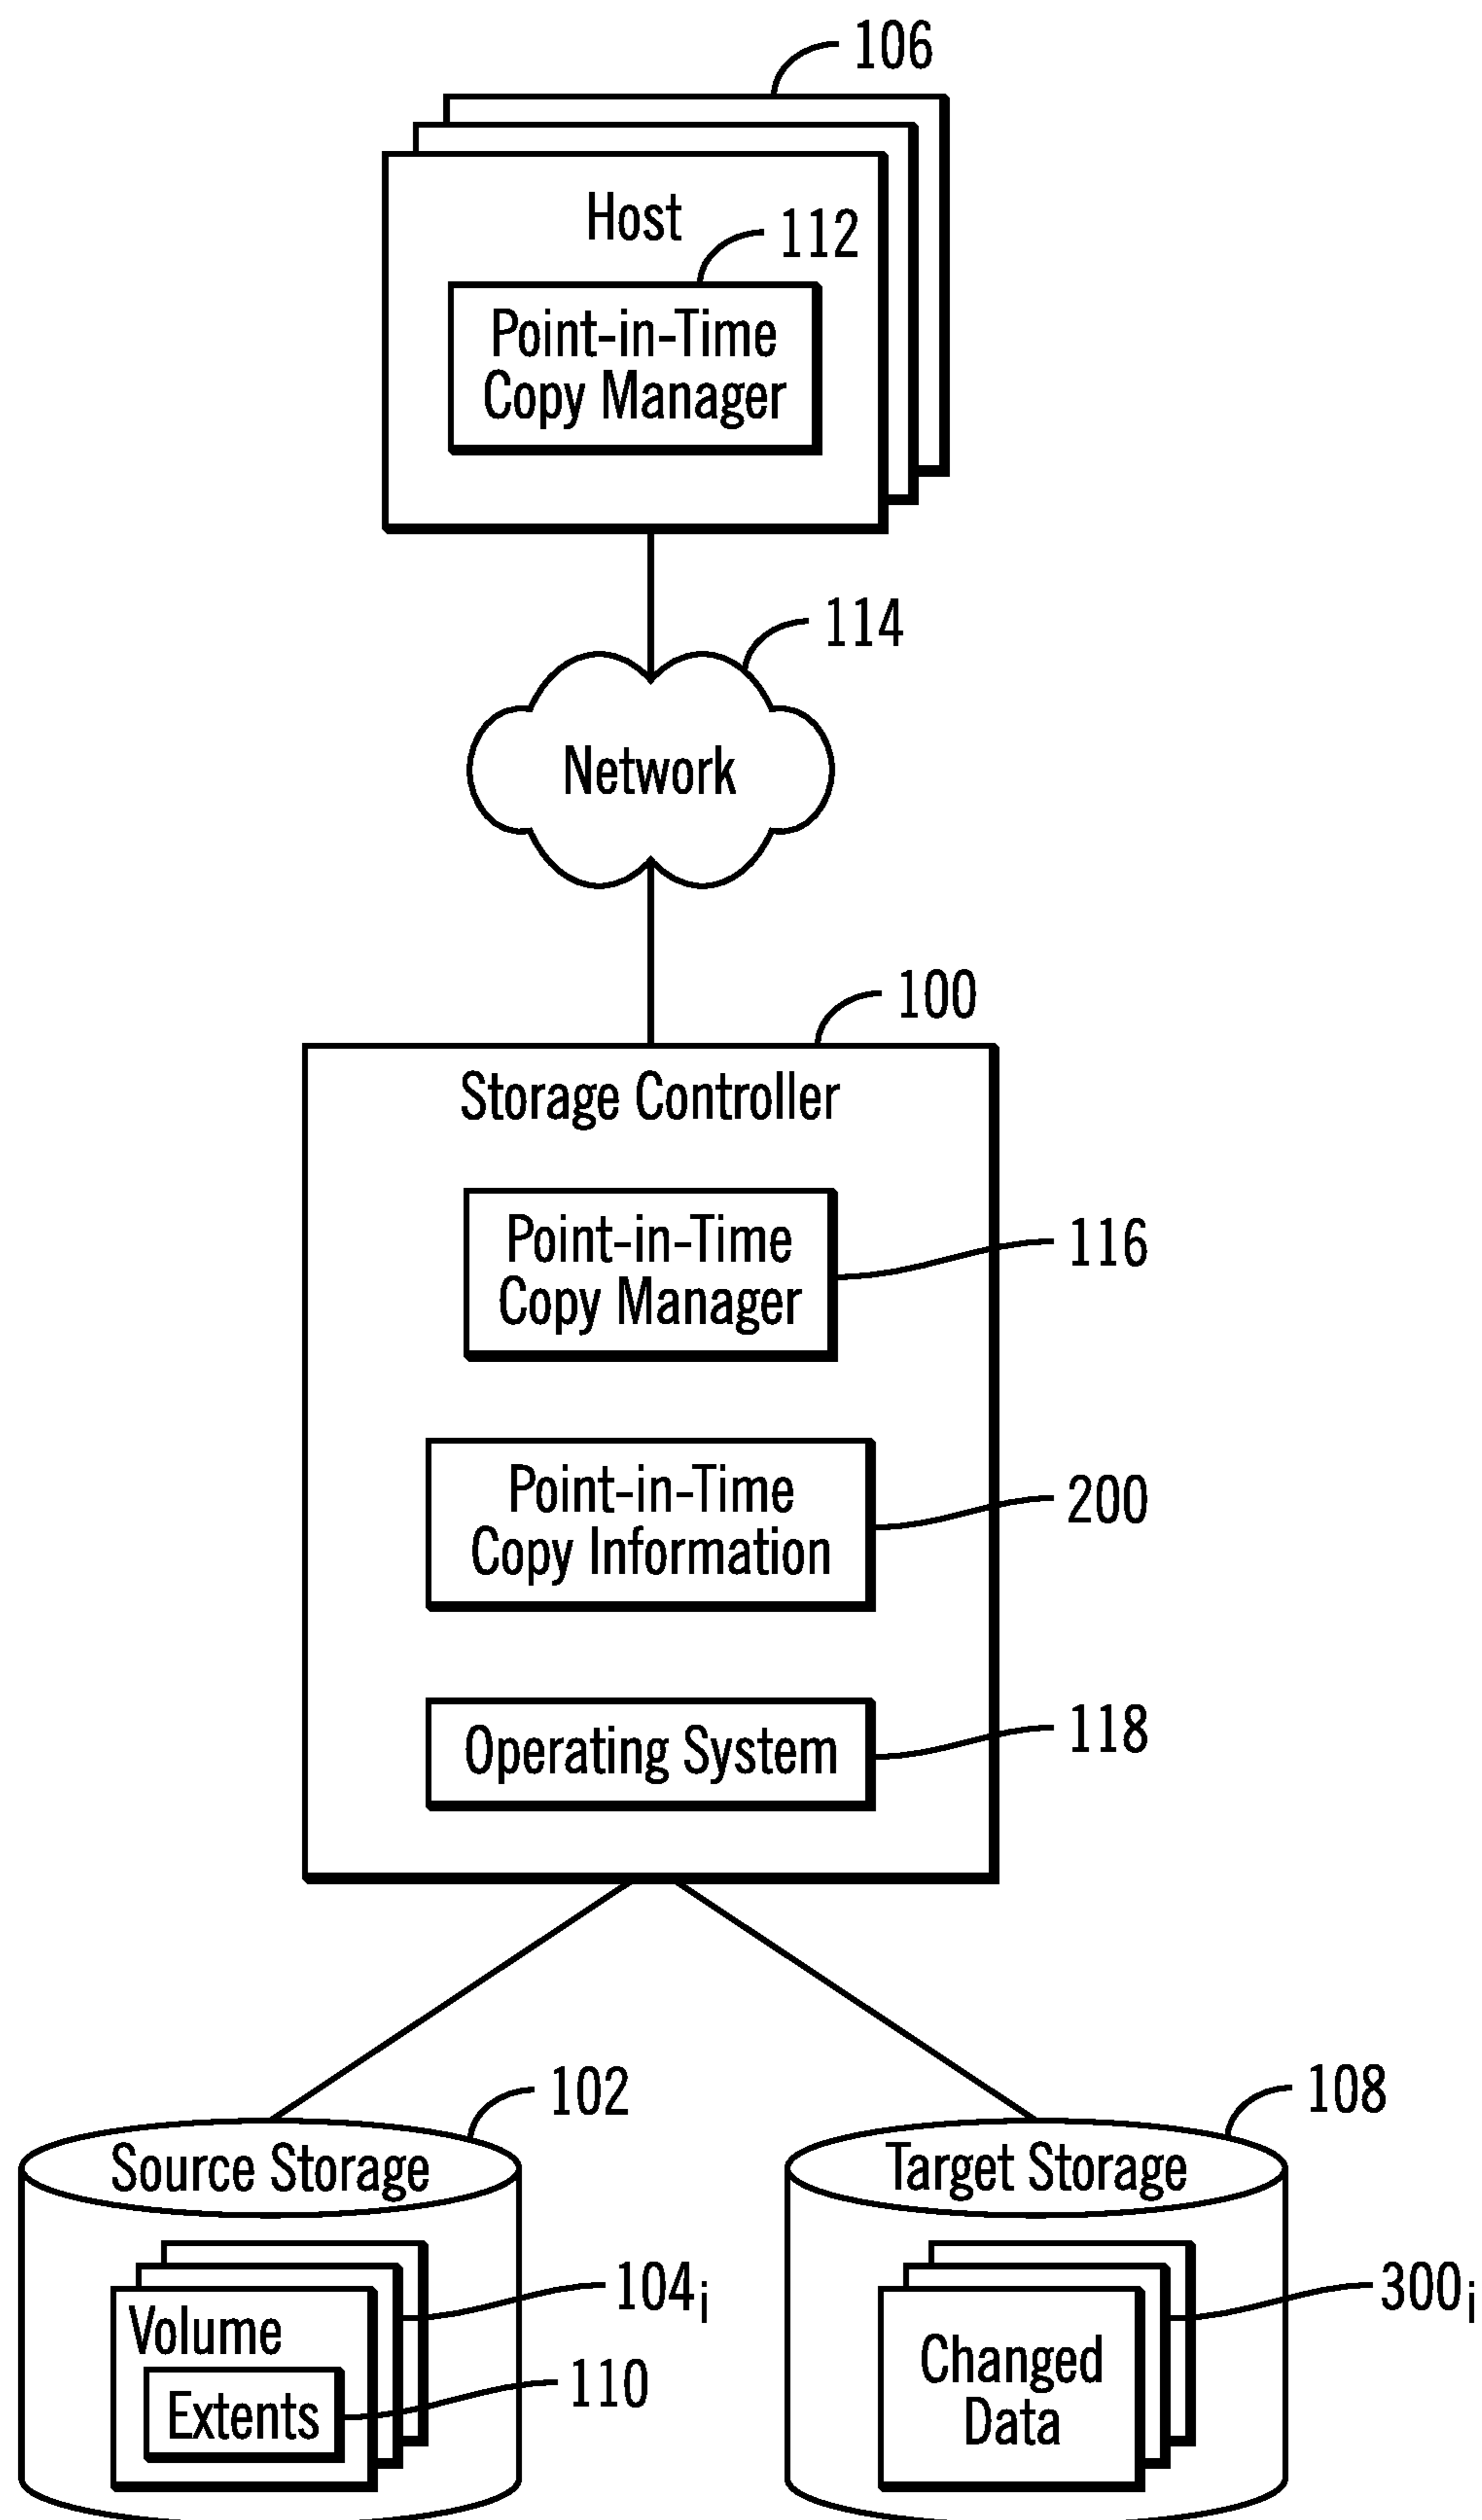 106
Host
112
Point-in-Time
Copy Manager
114
Network
100
Storage Controller
Point-in-Time
Copy Manager
116
Point-in-Time
Copy Information
200
Operating System
118
102
Source Storage
108
Target Storage
Volume
104i
Extents
110
Changed
Data
300i